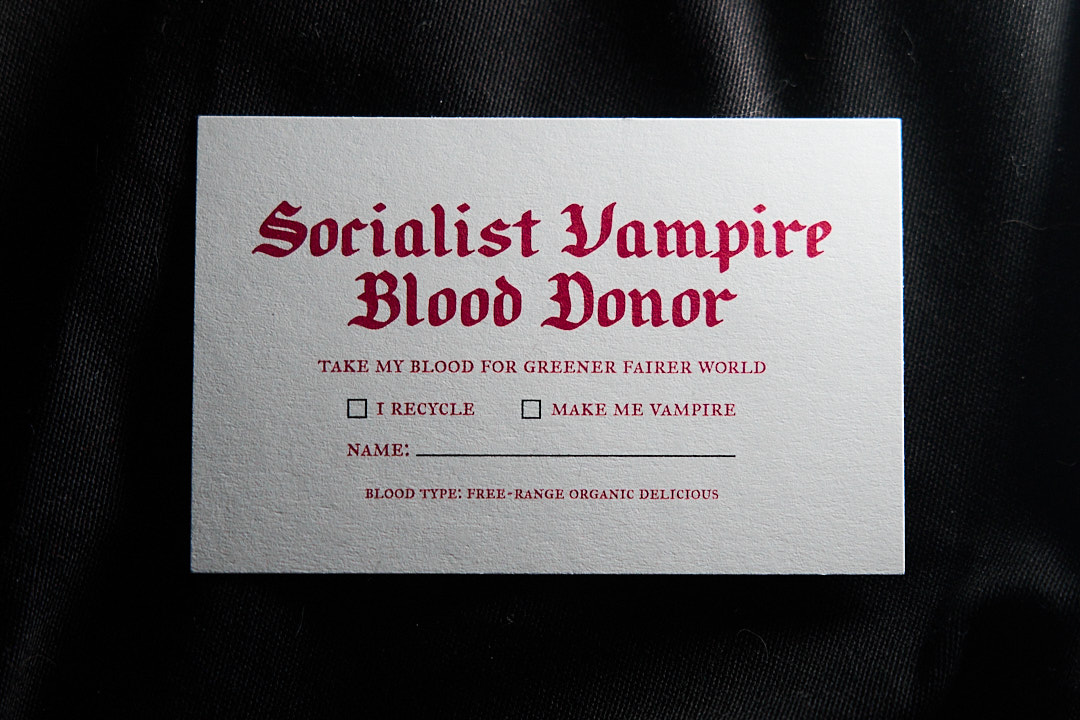 Socialist Vampire
Blood Donor
TAKE MY BLOOD FOR GREENER FAIRER WORLD
I RECYCLE MAKE ME VAMPIRE
NAME:
BLOOD TYPE: FREE-RANGE ORGANIC DELICIOUS